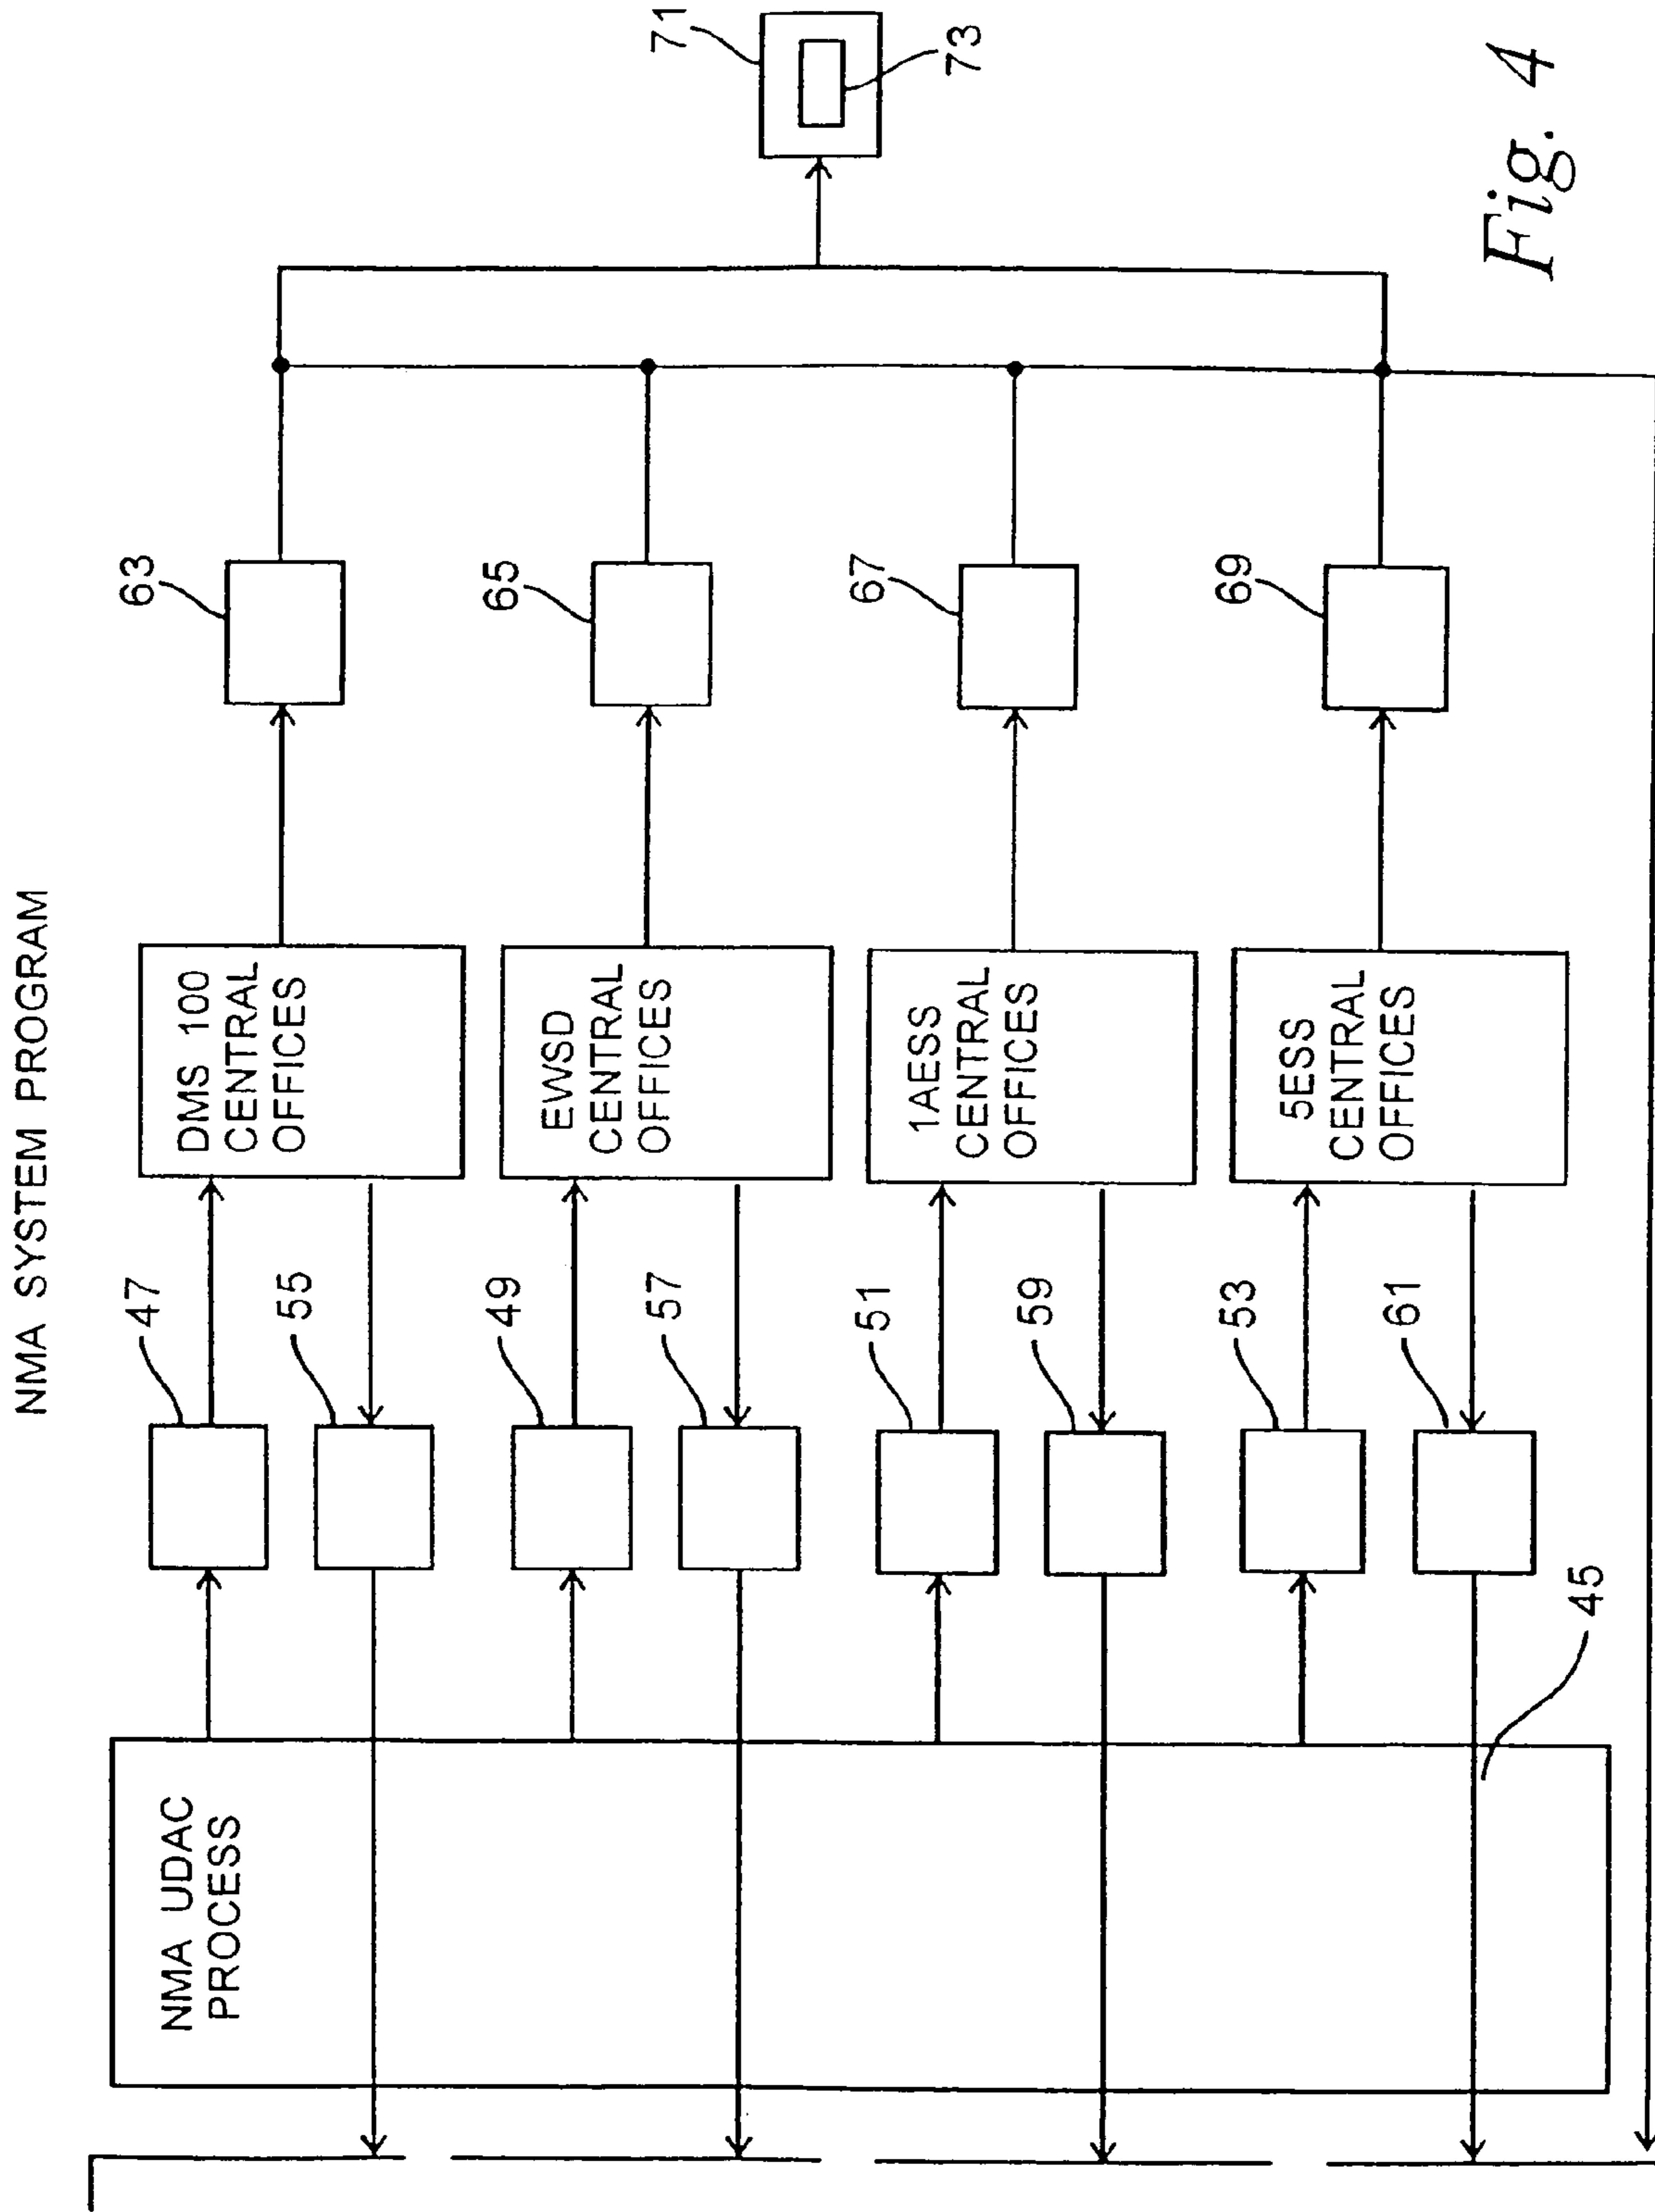 NMA SYSTEM PROGRAM
NMA UDAC
PROCESS
45
47
55
49
57
51
59
53
61
DMS 100
CENTRAL
OFFICES
EWSD
CENTRAL
OFFICES
1AESS
CENTRAL
OFFICES
5ESS
CENTRAL
OFFICES
63
65
67
69
71
73
Fig. 4